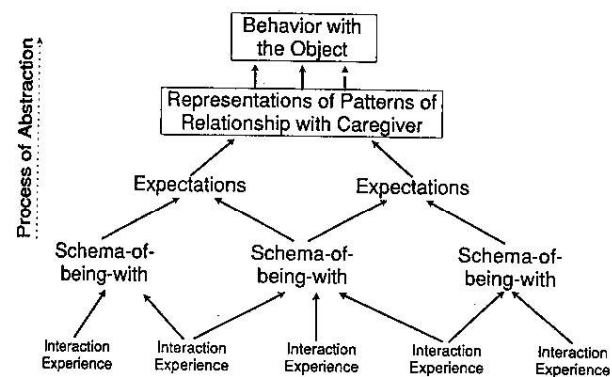 Behavior with
the Object
Process of Abstraction
Representations of Patterns of
Relationship with Caregiver
Expectations
Expectations
Schema-of-
being-with
Schema-of-
being-with
Schema-of-
being-with
Interaction
Experience
Interaction
Experience
Interaction
Experience
Interaction
Experience
Interaction
Experience